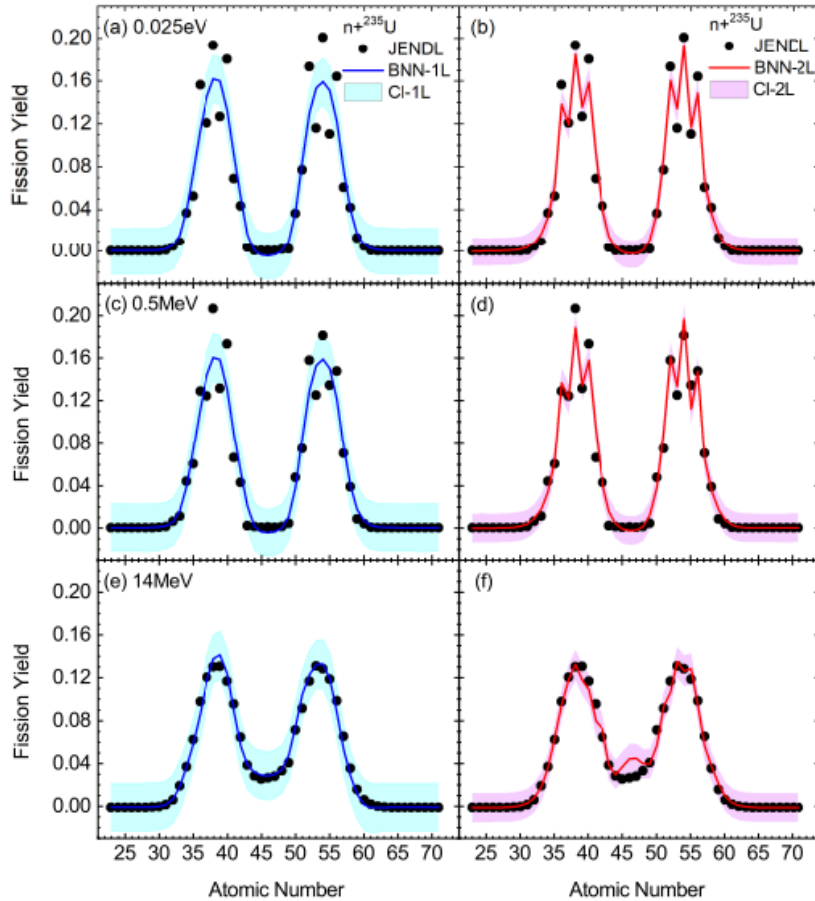 (a) 0.025eV
n+²³⁵U
JENDL
BNN-1L
CI-1L
(b)
n+²³⁵U
JENDL
BNN-2L
CI-2L
Fission Yield
0.20
0.16
0.12
0.08
0.04
0.00
(c) 0.5MeV
(d)
Fission Yield
0.20
0.16
0.12
0.08
0.04
0.00
(e) 14MeV
(f)
Fission Yield
0.20
0.16
0.12
0.08
0.04
0.00
25 30 35 40 45 50 55 60 65 70
25 30 35 40 45 50 55 60 65 70
Atomic Number
Atomic Number